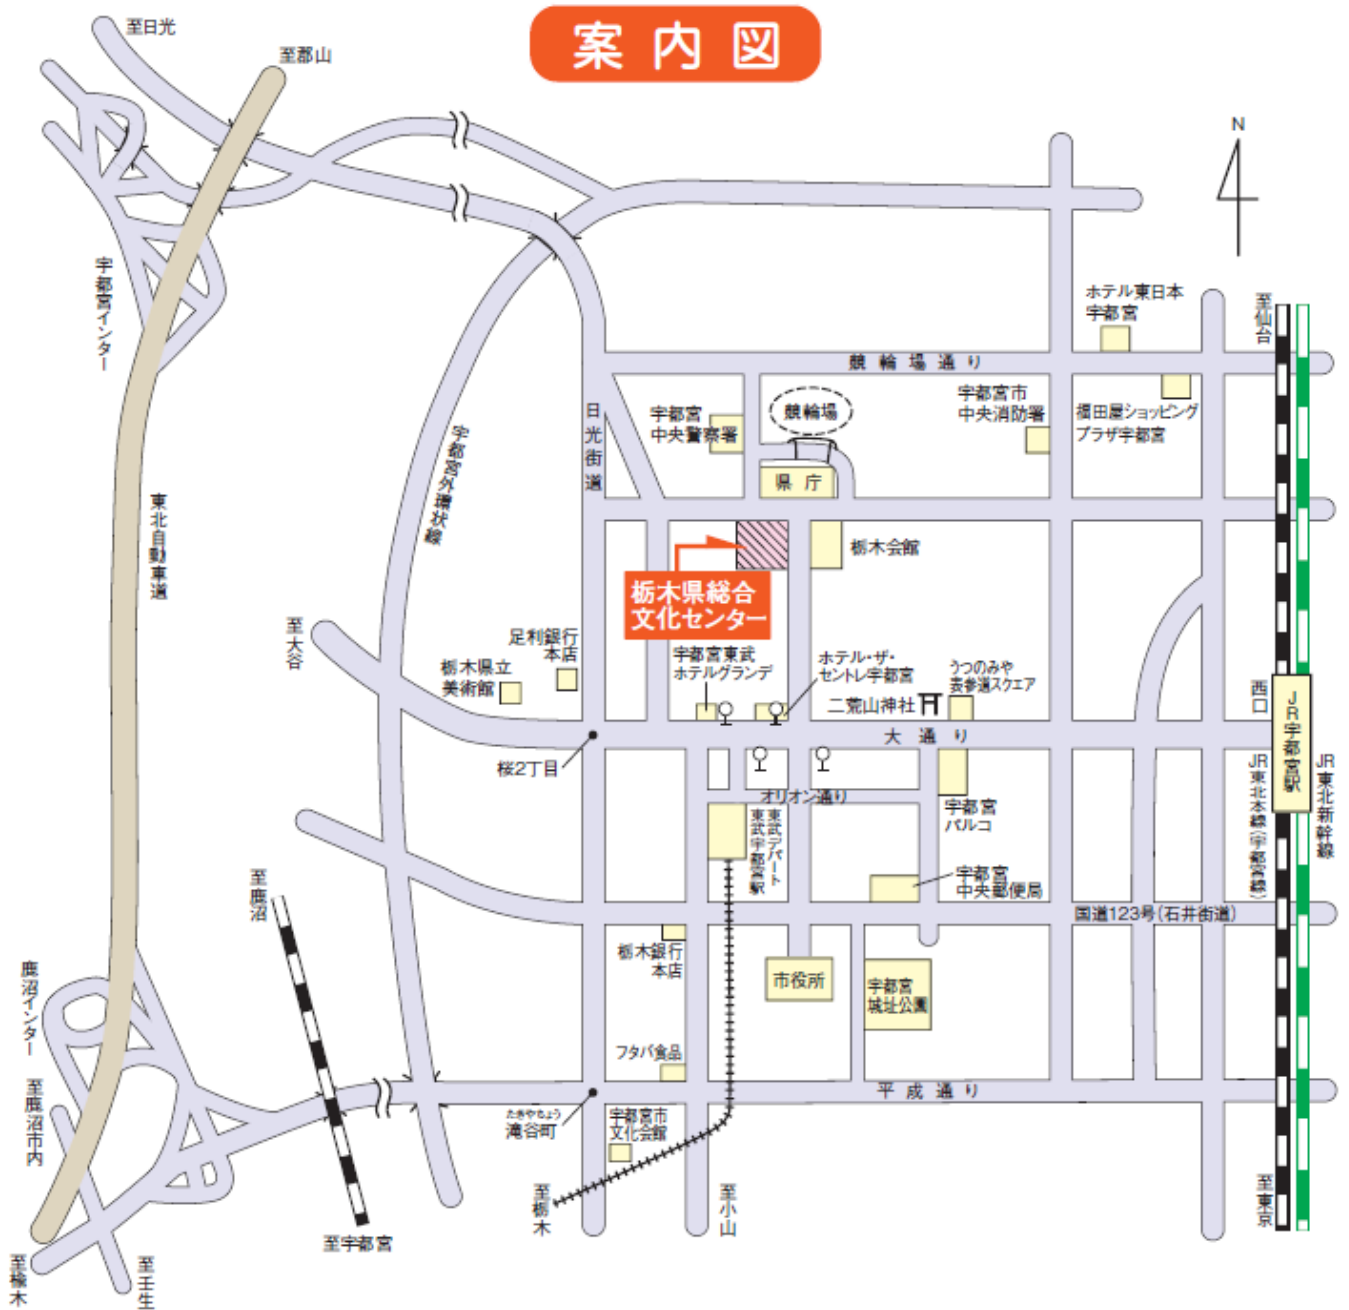 案内図
至日光
至郡山
N
宇都宮インター
ホテル東日本
宇都宮
至仙台
競輪場通り
日光街道
宇都宮
中央警察署
競輪場
宇都宮市
中央消防署
福田屋ショッピング
プラザ宇都宮
宇都宮外環状線
県庁
東北自動車道
栃木会館
栃木県総合
文化センター
至大谷
足利銀行
本店
栃木県立
美術館
宇都宮東武
ホテルグランデ
ホテル・ザ・
セントレ宇都宮
うつのみや
表参道スクエア
二荒山神社
西口
JR宇都宮駅
大通り
桜2丁目
オリオン通り
JR東北本線(宇都宮線)
JR東北新幹線
東武デパート
東武宇都宮駅
宇都宮
パルコ
至鹿沼
宇都宮
中央郵便局
国道123号(石井街道)
栃木銀行
本店
市役所
宇都宮
城址公園
鹿沼インター
フタバ食品
至鹿沼市内
平成通り
たきやちょう
滝谷町
宇都宮市
文化会館
至栃木
至小山
至東京
至宇都宮
至楡木
至壬生